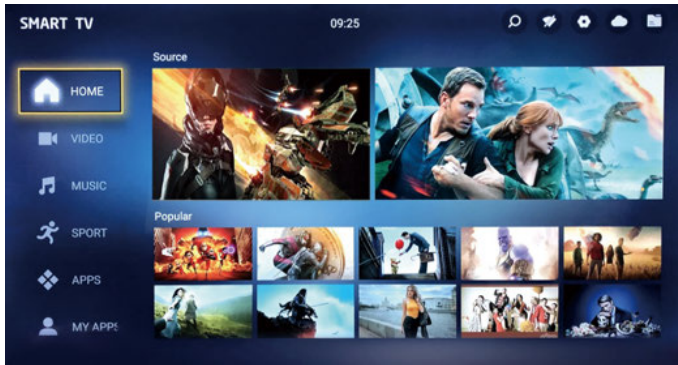 SMART TV
09:25
Source
HOME
VIDEO
MUSIC
Popular
SPORT
APPS
MY APPS